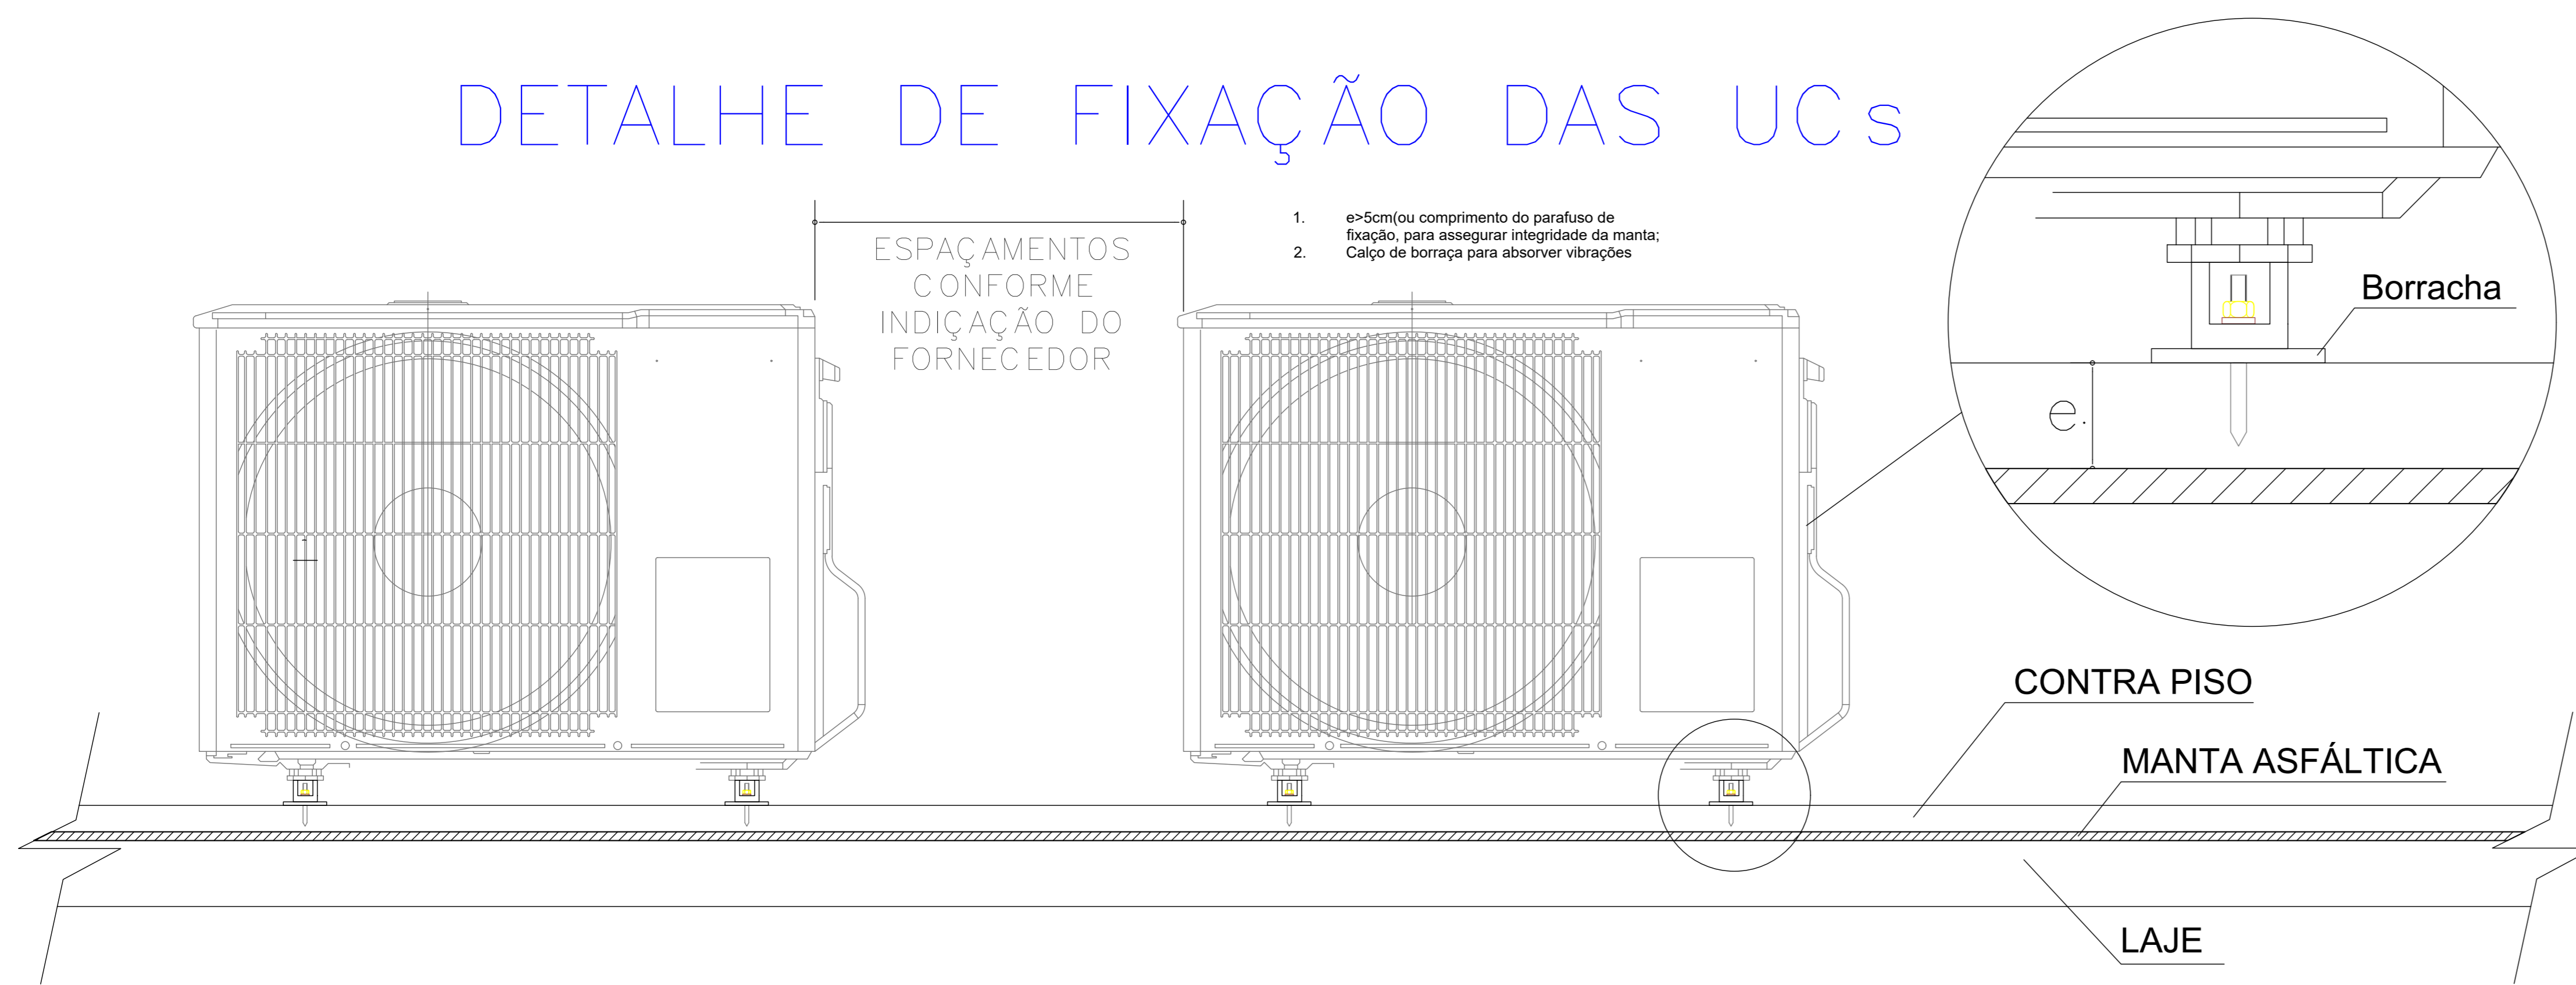 DETALHE DE FIXAÇÃO DAS UCs
ESPAÇAMENTOS
CONFORME
INDIÇAÇÃO DO
FORNECEDOR
1. e>5cm(ou comprimento do parafuso de
fixação, para assegurar integridade da manta;
2. Calço de borraça para absorver vibrações
Borracha
e.
CONTRA PISO
MANTA ASFÁLTICA
LAJE